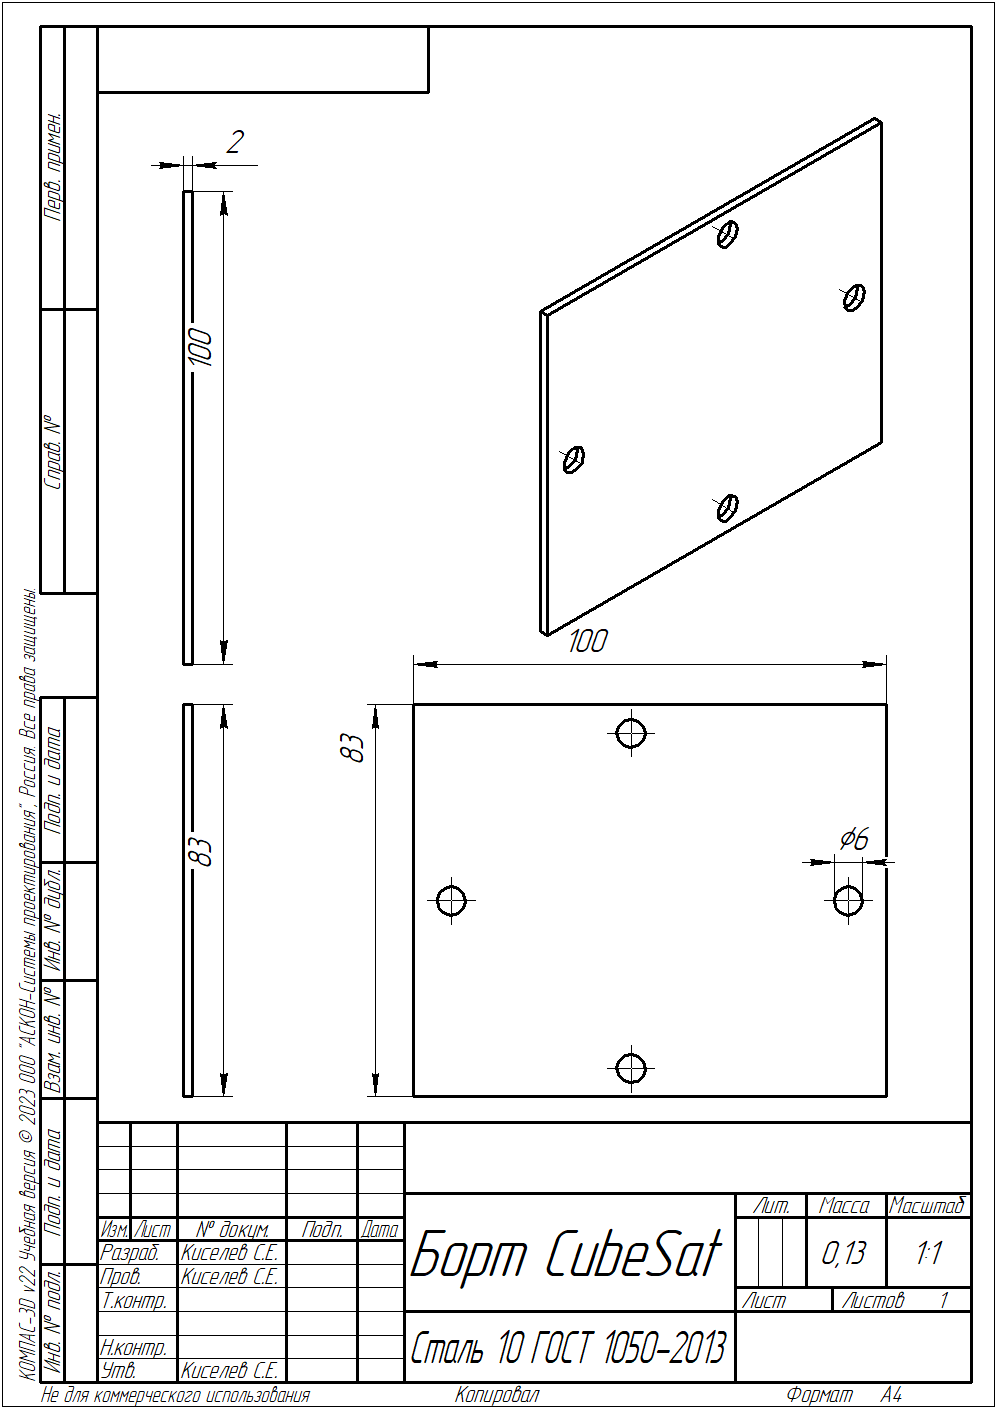 Перв. примен.
Справ. №
Подп. и дата
Инв. № дубл.
Взам. инв. №
Подп. и дата
Инв. № подл.
КОМПАС-3D v22 Учебная версия © 2023 ООО "АСКОН-Системы проектирования", Россия. Все права защищены.
2
100
100
83
83
⌀6
Изм. Лист № докум. Подп. Дата
Разраб. Киселев С.Е.
Пров. Киселев С.Е.
Т.контр.
Н.контр.
Утв. Киселев С.Е.
Борт CubeSat
Сталь 10 ГОСТ 1050-2013
Лит. Масса Масштаб
0,13 1:1
Лист Листов 1
Не для коммерческого использования Копировал Формат А4